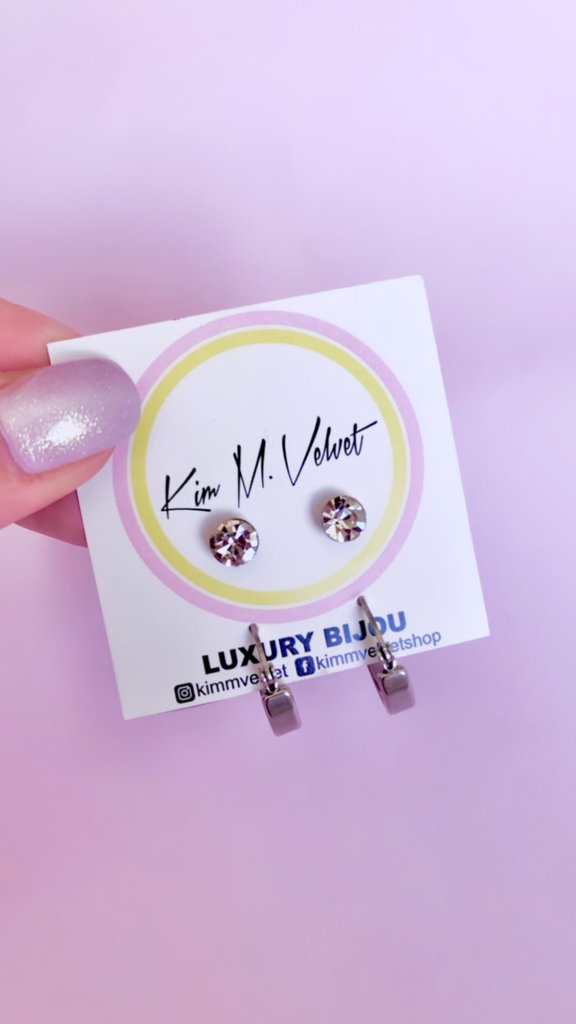 Kim M. Velvet
LUXURY BIJOU
kimmvelvet kimmvelvetshop